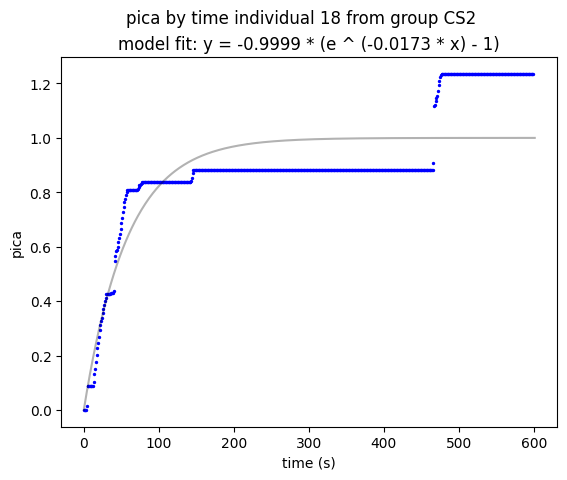 pica by time individual 18 from group CS2
model fit: y = -0.9999 * (e ^ (-0.0173 * x) - 1)
1.2
1.0
0.8
0.6
0.4
0.2
0.0
pica
0 100 200 300 400 500 600
time (s)